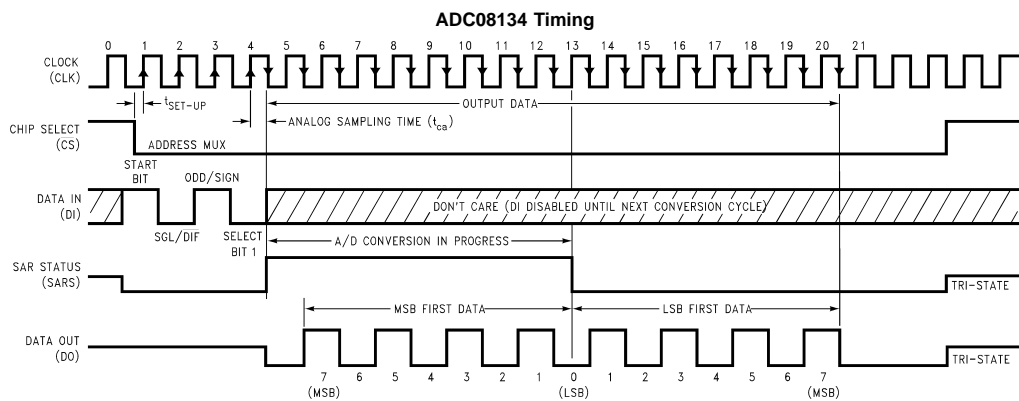 ADC08134 Timing
0 1 2 3 4 5 6 7 8 9 10 11 12 13 14 15 16 17 18 19 20 21
CLOCK
(CLK)
tSET-UP
OUTPUT DATA
ANALOG SAMPLING TIME (tca)
CHIP SELECT
(CS)
ADDRESS MUX
START
BIT
ODD/SIGN
DATA IN
(DI)
DON'T CARE (DI DISABLED UNTIL NEXT CONVERSION CYCLE)
SGL/DIF
SELECT
BIT 1
A/D CONVERSION IN PROGRESS
SAR STATUS
(SARS)
TRI-STATE
MSB FIRST DATA
LSB FIRST DATA
DATA OUT
(DO)
TRI-STATE
7 6 5 4 3 2 1 0 1 2 3 4 5 6 7
(MSB) (LSB) (MSB)